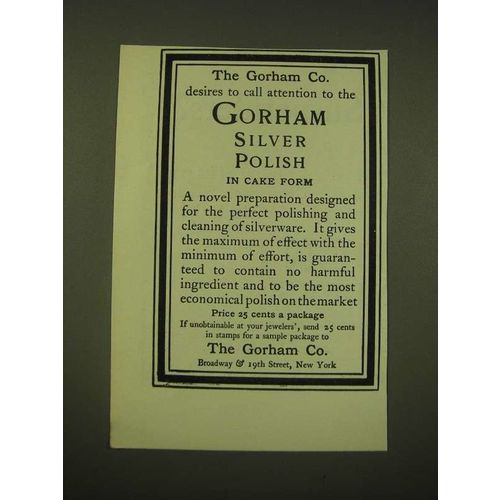 The Gorham Co.
desires to call attention to the
GORHAM
SILVER
POLISH
IN CAKE FORM
A novel preparation designed
for the perfect polishing and
cleaning of silverware. It gives
the maximum of effect with the
minimum of effort, is guaran-
teed to contain no harmful
ingredient and to be the most
economical polish on the market
Price 25 cents a package
If unobtainable at your jewelers', send 25 cents
in stamps for a sample package to
The Gorham Co.
Broadway & 19th Street, New York